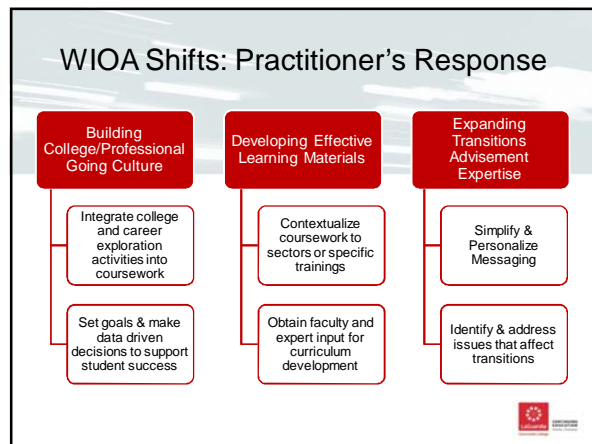 WIOA Shifts: Practitioner's Response
Building
College/Professional
Going Culture
Integrate college
and career
exploration
activities into
coursework
Set goals & make
data driven
decisions to support
student success
Developing Effective
Learning Materials
Contextualize
coursework to
sectors or specific
trainings
Obtain faculty and
expert input for
curriculum
development
Expanding
Transitions
Advisement
Expertise
Simplify &
Personalize
Messaging
Identify & address
issues that affect
transitions
LaGuardia
CONTINUING
EDUCATION